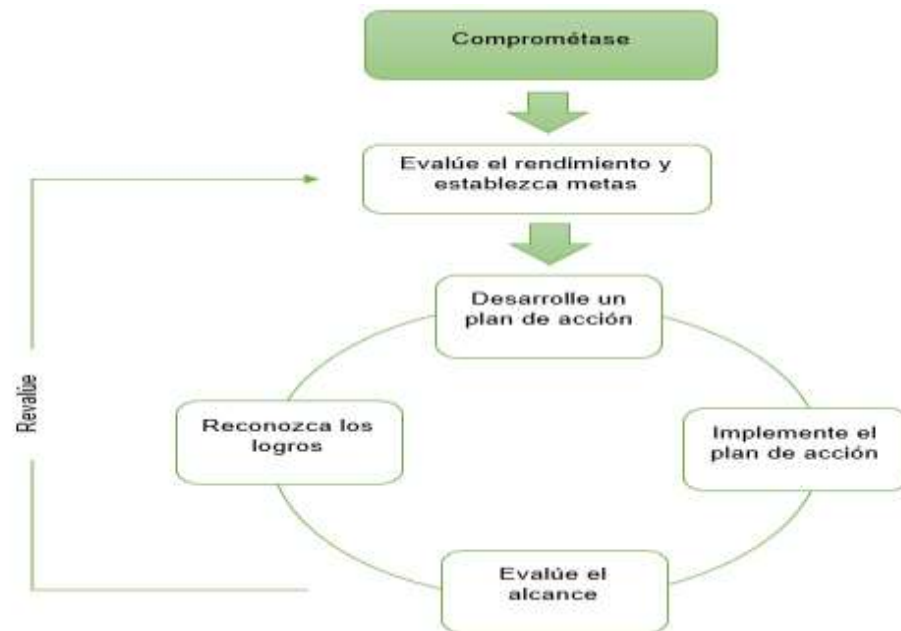 Comprométase
Evalúe el rendimiento y
establezca metas
Desarrolle un
plan de acción
Reconozca los
logros
Implemente el
plan de acción
Revalúe
Evalúe el
alcance